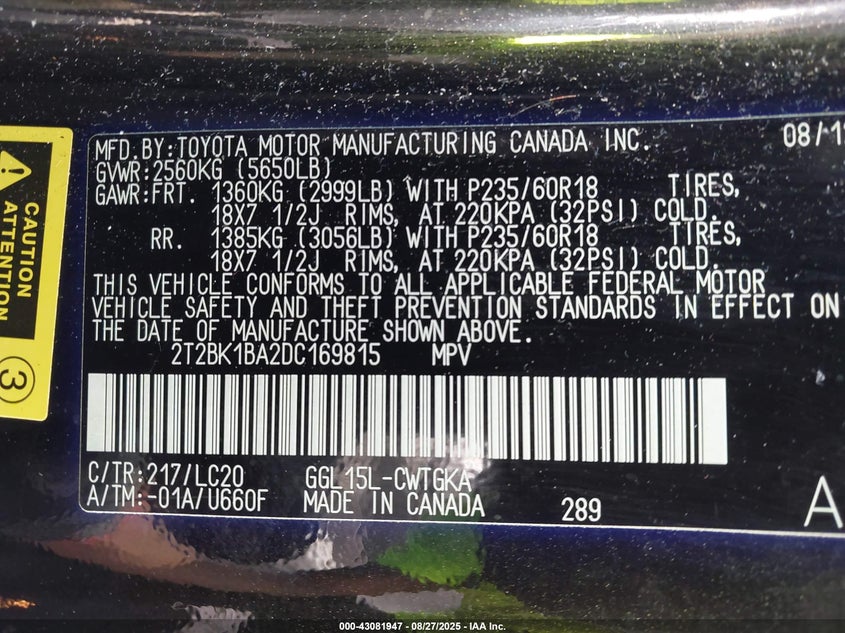 MFD.BY:TOYOTA MOTOR MANUFACTURING CANADA INC. 08/1
GVWR:2560KG (5650LB)
GAWR:FRT. 1360KG (2999LB) WITH P235/60R18 TIRES,
18X7 1/2J RIMS, AT 220KPA (32PSI) COLD.
RR. 1385KG (3056LB) WITH P235/60R18 TIRES,
18X7 1/2J RIMS, AT 220KPA (32PSI) COLD.
THIS VEHICLE CONFORMS TO ALL APPLICABLE FEDERAL MOTOR
VEHICLE SAFETY AND THEFT PREVENTION STANDARDS IN EFFECT ON
THE DATE OF MANUFACTURE SHOWN ABOVE.
2T2BK1BA2DC169815 MPV
C/TR:217/LC20 GGL15L-CWTGKA
A/TM:-01A/U660F MADE IN CANADA 289 A
CAUTION
ATTENTION
3
000-43081947 - 08/27/2025 - IAA Inc.